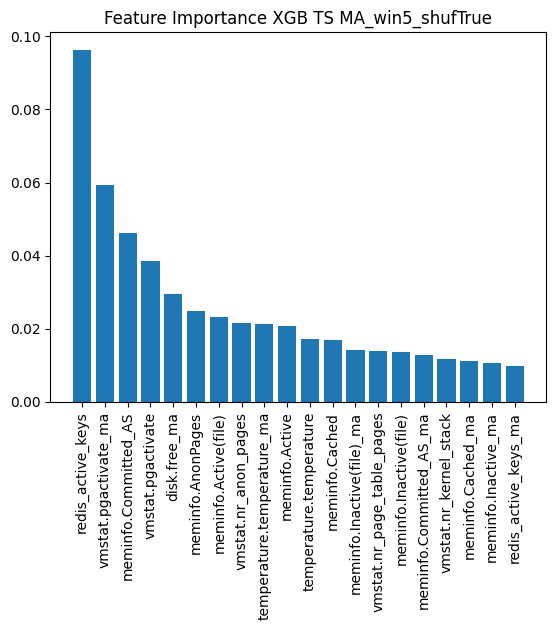 Feature Importance XGB TS MA_win5_shufTrue
0.10
0.08
0.06
0.04
0.02
0.00
redis_active_keys
vmstat.pgactivate_ma
meminfo.Committed_AS
vmstat.pgactivate
disk.free_ma
meminfo.AnonPages
meminfo.Active(file)
vmstat.nr_anon_pages
temperature.temperature_ma
meminfo.Active
temperature.temperature
meminfo.Cached
meminfo.Inactive(file)_ma
vmstat.nr_page_table_pages
meminfo.Inactive(file)
meminfo.Committed_AS_ma
vmstat.nr_kernel_stack
meminfo.Cached_ma
meminfo.Inactive_ma
redis_active_keys_ma